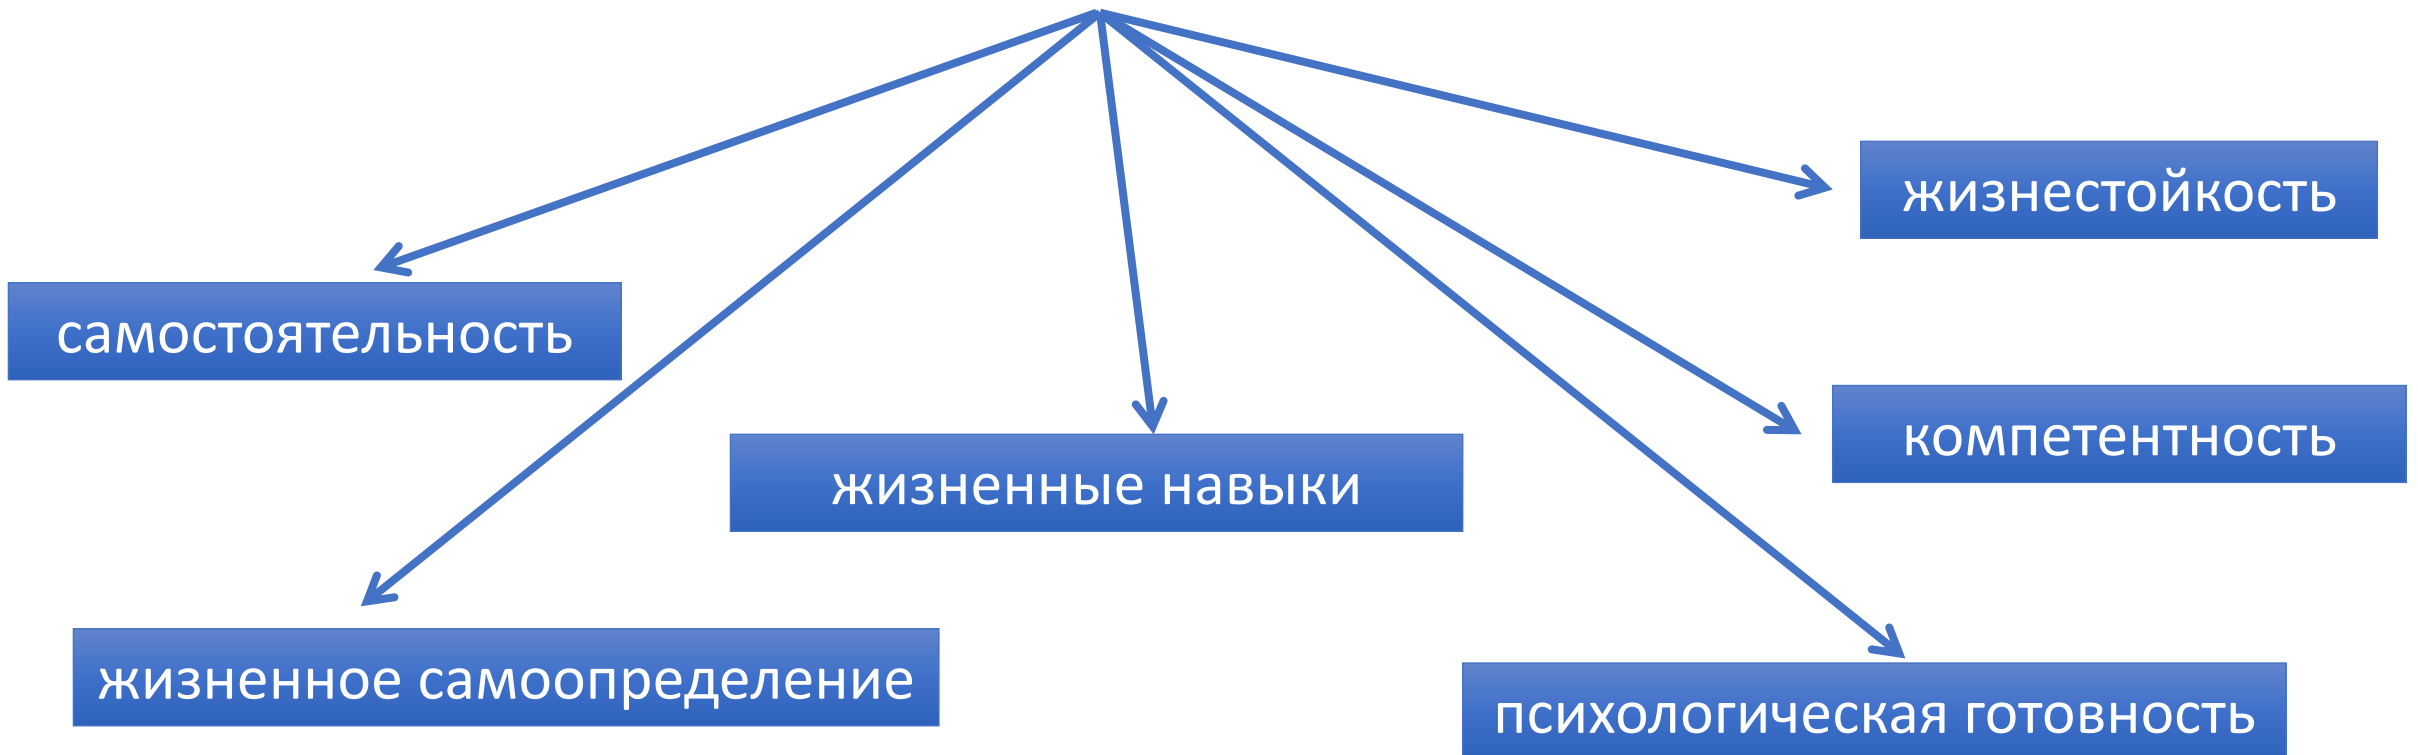 жизнестойкость
самостоятельность
компетентность
жизненные навыки
жизненное самоопределение
психологическая готовность